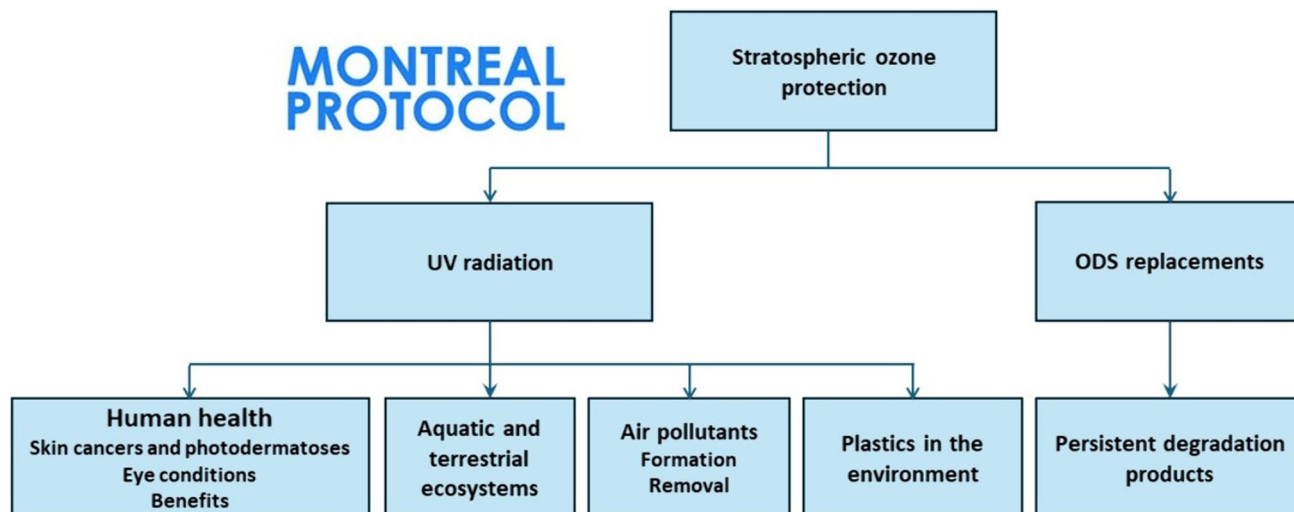 MONTREAL
PROTOCOL
Stratospheric ozone
protection
UV radiation
ODS replacements
Human health
Skin cancers and photodermatoses
Eye conditions
Benefits
Aquatic and
terrestrial
ecosystems
Air pollutants
Formation
Removal
Plastics in the
environment
Persistent degradation
products